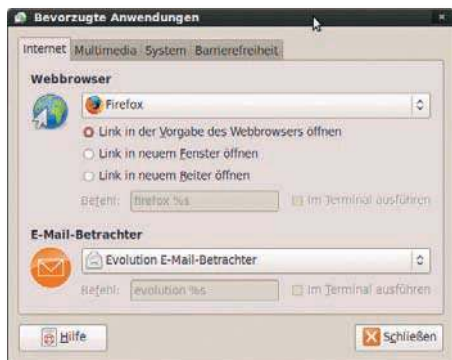 Bevorzugte Anwendungen
Internet Multimedia System Barrierefreiheit
Webbrowser
Firefox
Link in der Vorgabe des Webbrowsers öffnen
Link in neuem Fenster öffnen
Link in neuem Reiter öffnen
Befehl: firefox %s Im Terminal ausführen
E-Mail-Betrachter
Evolution E-Mail-Betrachter
Befehl: evolution %s Im Terminal ausführen
Hilfe Schließen